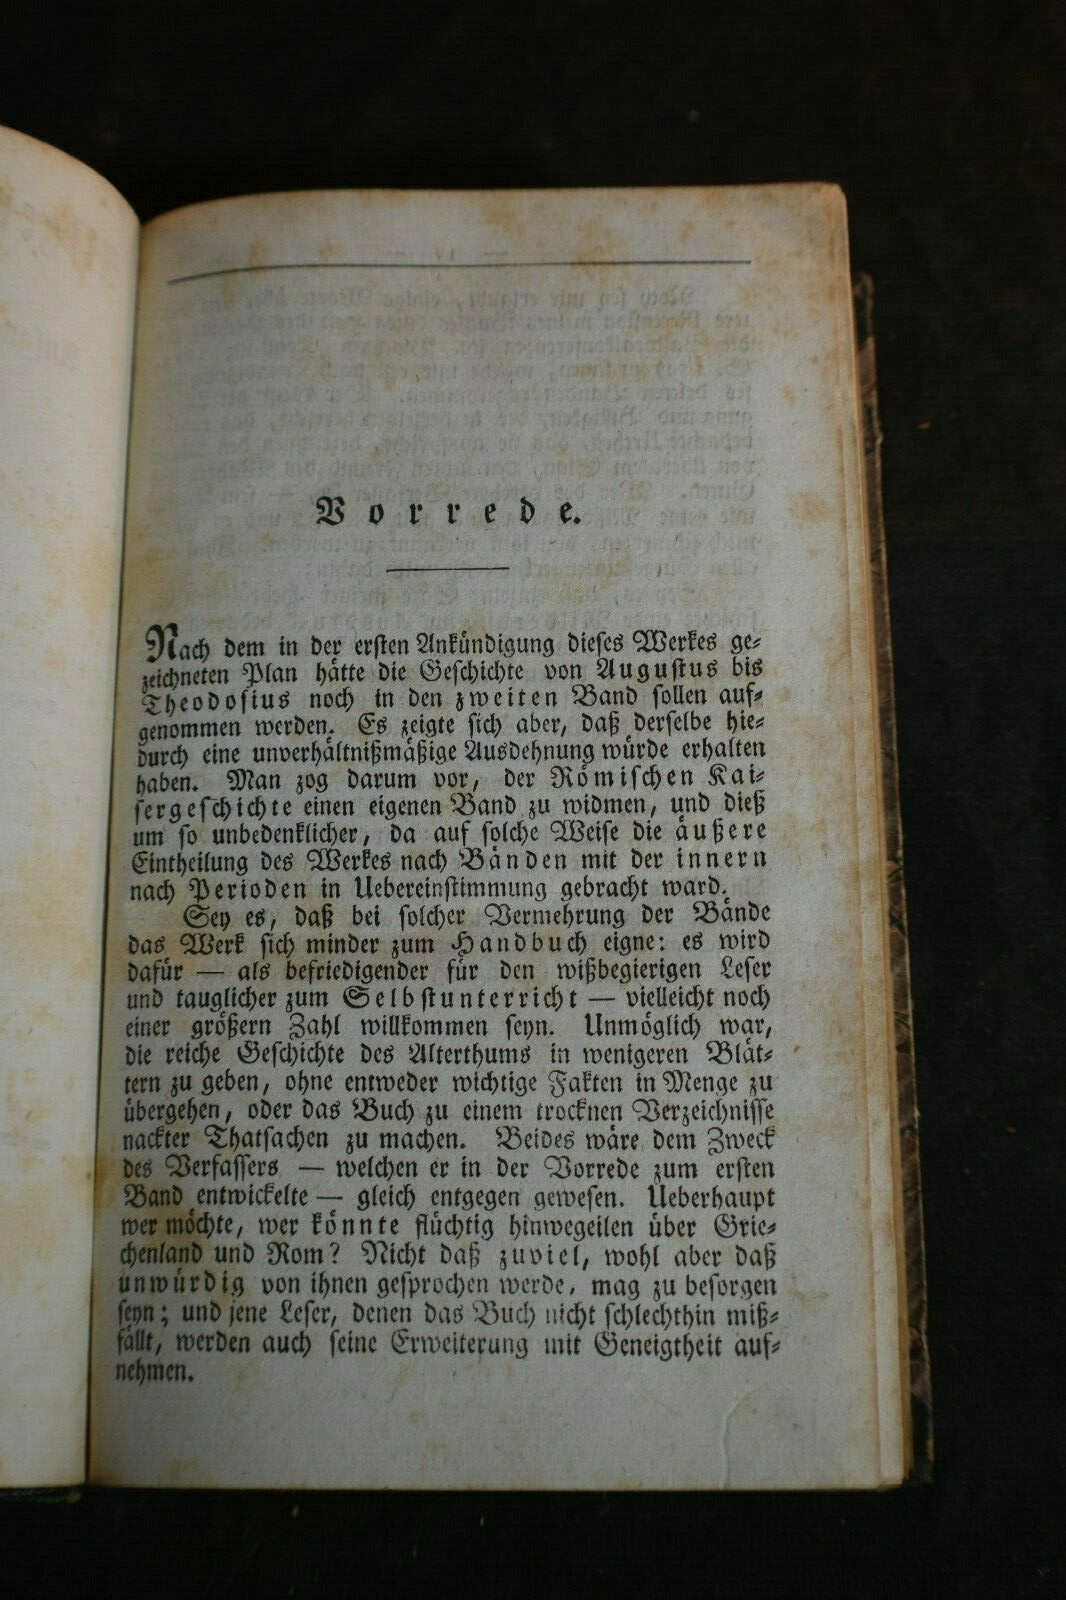 Vorrede.
Nach dem in der ersten Ankündigung dieses Werkes ge-
zeichneten Plan hätte die Geschichte von Augustus bis
Theodosius noch in den zweiten Band sollen auf-
genommen werden. Es zeigte sich aber, daß derselbe hie-
durch eine unverhältnißmäßige Ausdehnung würde erhalten
haben. Man zog darum vor, der Römischen Kai-
sergeschichte einen eigenen Band zu widmen, und dieß
um so unbedenklicher, da auf solche Weise die äußere
Eintheilung des Werkes nach Bänden mit der innern
nach Perioden in Uebereinstimmung gebracht ward.
Sey es, daß bei solcher Vermehrung der Bände
das Werk sich minder zum Handbuch eigne: es wird
dafür — als befriedigender für den wißbegierigen Leser
und tauglicher zum Selbstunterricht — vielleicht noch
einer größern Zahl willkommen seyn. Unmöglich war,
die reiche Geschichte des Alterthums in wenigeren Blät-
tern zu geben, ohne entweder wichtige Fakten in Menge zu
übergehen, oder das Buch zu einem trocknen Verzeichnisse
nackter Thatsachen zu machen. Beides wäre dem Zweck
des Verfassers — welchen er in der Vorrede zum ersten
Band entwickelte — gleich entgegen gewesen. Ueberhaupt
wer möchte, wer könnte flüchtig hinwegeilen über Grie-
chenland und Rom? Nicht daß zuviel, wohl aber daß
unwürdig von ihnen gesprochen werde, mag zu besorgen
seyn; und jene Leser, denen das Buch nicht schlechthin miß-
fällt, werden auch seine Erweiterung mit Geneigtheit auf-
nehmen.